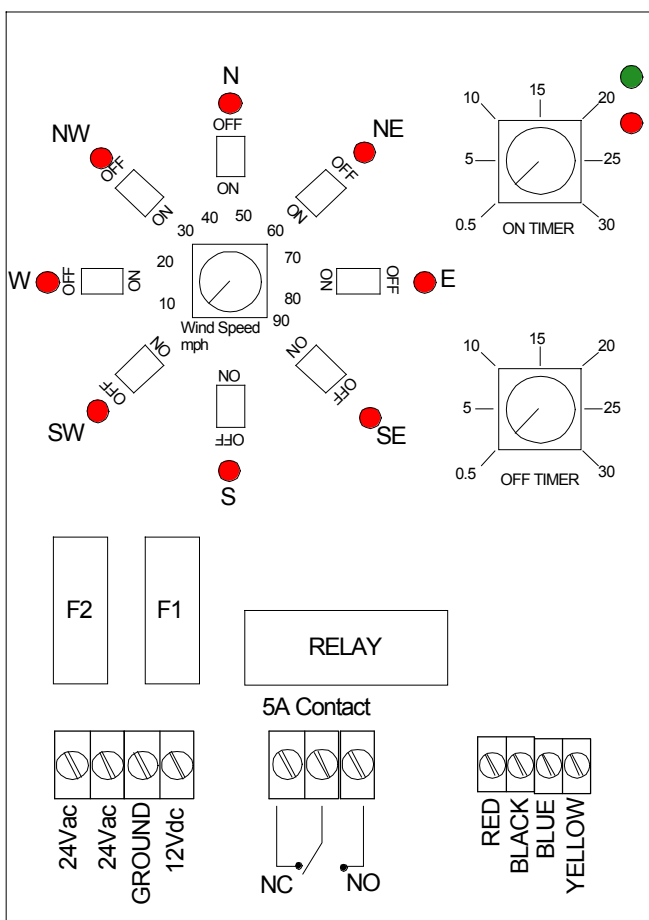 N
OFF
ON
NW
OFF
ON
NE
OFF
ON
W
OFF
ON
E
ON
OFF
SW
NO
OFF
S
NO
OFF
SE
NO
OFF
10
20
30
40
50
60
70
80
90
Wind Speed
mph
0.5
5
10
15
20
25
30
ON TIMER
0.5
5
10
15
20
25
30
OFF TIMER
F2
F1
RELAY
5A Contact
24Vac
24Vac
GROUND
12Vdc
NC
NO
RED
BLACK
BLUE
YELLOW